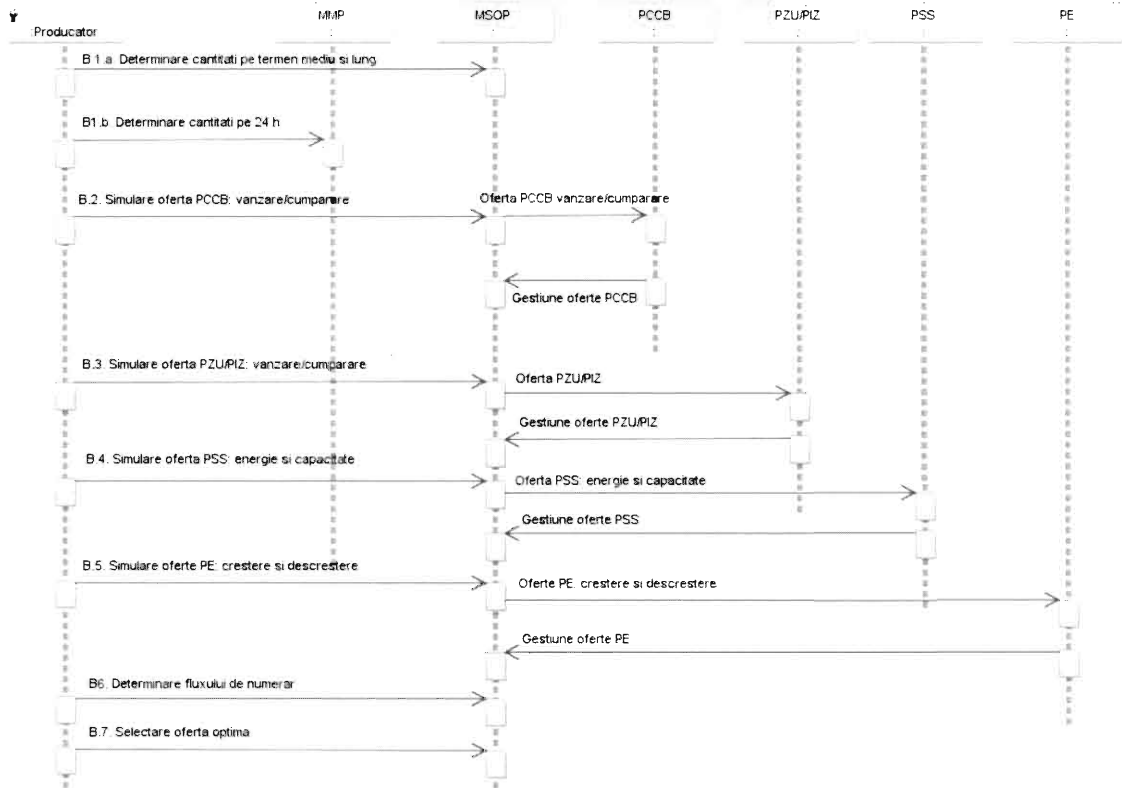 MMP MSOP PCCB PZU/PIZ PSS PE
:Producator
B.1.a. Determinare cantitati pe termen mediu si lung
B1.b. Determinare cantitati pe 24 h
B.2. Simulare oferta PCCB: vanzare/cumparare
Oferta PCCB vanzare/cumparare
Gestiune oferte PCCB
B.3. Simulare oferta PZU/PIZ: vanzare/cumparare
Oferta PZU/PIZ
Gestiune oferte PZU/PIZ
B.4. Simulare oferta PSS: energie si capacitate
Oferta PSS: energie si capacitate
Gestiune oferte PSS
B.5. Simulare oferte PE: crestere si descrestere
Oferte PE: crestere si descrestere
Gestiune oferte PE
B6. Determinare fluxului de numerar
B.7. Selectare oferta optima